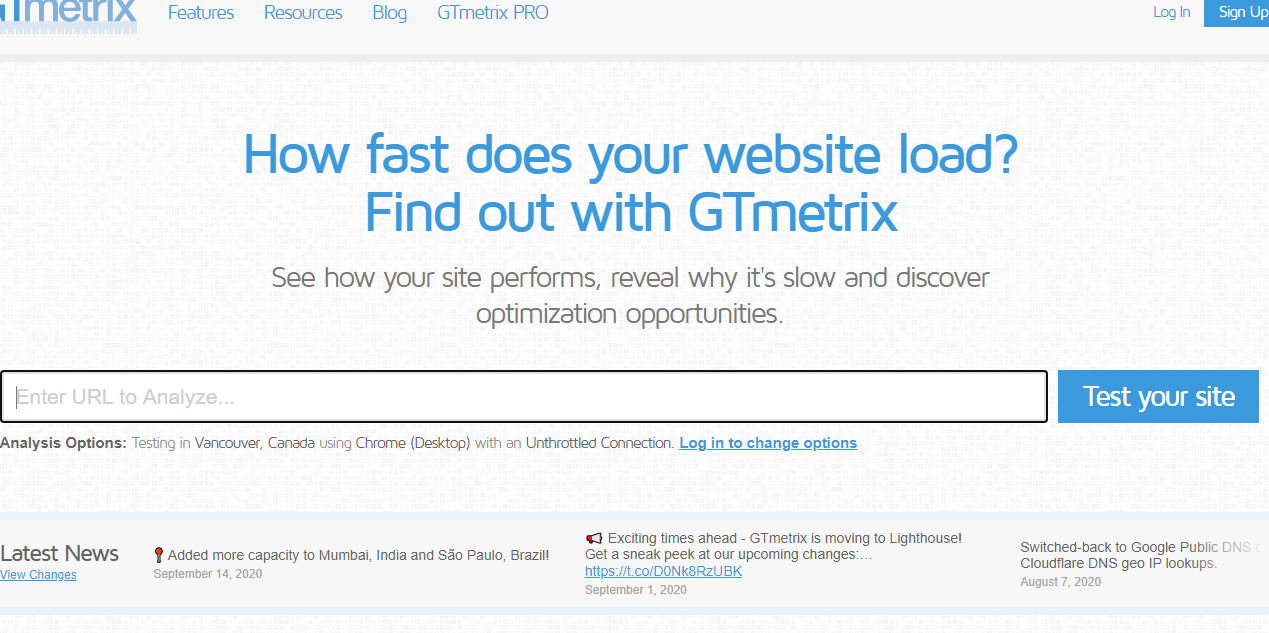 Tmetrix Features Resources Blog GTmetrix PRO Log In Sign Up
How fast does your website load?
Find out with GTmetrix
See how your site performs, reveal why it's slow and discover
optimization opportunities.
Enter URL to Analyze... Test your site
Analysis Options: Testing in Vancouver, Canada using Chrome (Desktop) with an Unthrottled Connection. Log in to change options
Latest News
View Changes
Added more capacity to Mumbai, India and São Paulo, Brazil!
September 14, 2020
Exciting times ahead - GTmetrix is moving to Lighthouse!
Get a sneak peek at our upcoming changes:…
https://t.co/D0Nk8RzUBK
September 1, 2020
Switched-back to Google Public DNS
Cloudflare DNS geo IP lookups.
August 7, 2020